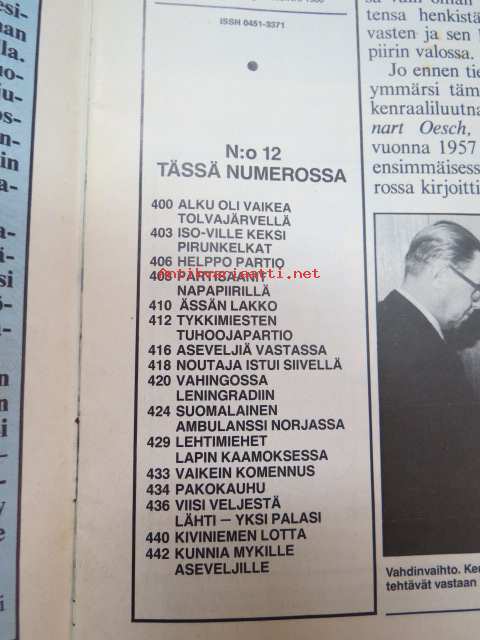 ISSN 0451-3371
N:o 12
TÄSSÄ NUMEROSSA
400 ALKU OLI VAIKEA
TOLVAJÄRVELLÄ
403 ISO-VILLE KEKSI
PIRUNKELKAT
406 HELPPO PARTIO
408 PARTISAANIT
NAPAPIIRILLÄ
410 ÄSSÄN LAKKO
412 TYKKIMIESTEN
TUHOOJAPARTIO
416 ASEVELJIÄ VASTASSA
418 NOUTAJA ISTUI SIIVELLÄ
420 VAHINGOSSA
LENINGRADIIN
424 SUOMALAINEN
AMBULANSSI NORJASSA
429 LEHTIMIEHET
LAPIN KAAMOKSESSA
433 VAIKEIN KOMENNUS
434 PAKOKAUHU
436 VIISI VELJESTÄ
LÄHTI – YKSI PALASI
440 KIVINIEMEN LOTTA
442 KUNNIA MYKILLE
ASEVELJILLE
tensa henkistä
vasten ja sen
piirin valossa.
Jo ennen tie
ymmärsi täm
kenraaliluutna
nart Oesch,
vuonna 1957
ensimmäisess
rossa kirjoitti
Vahdinvaihto. Ke
tehtävät vastaan